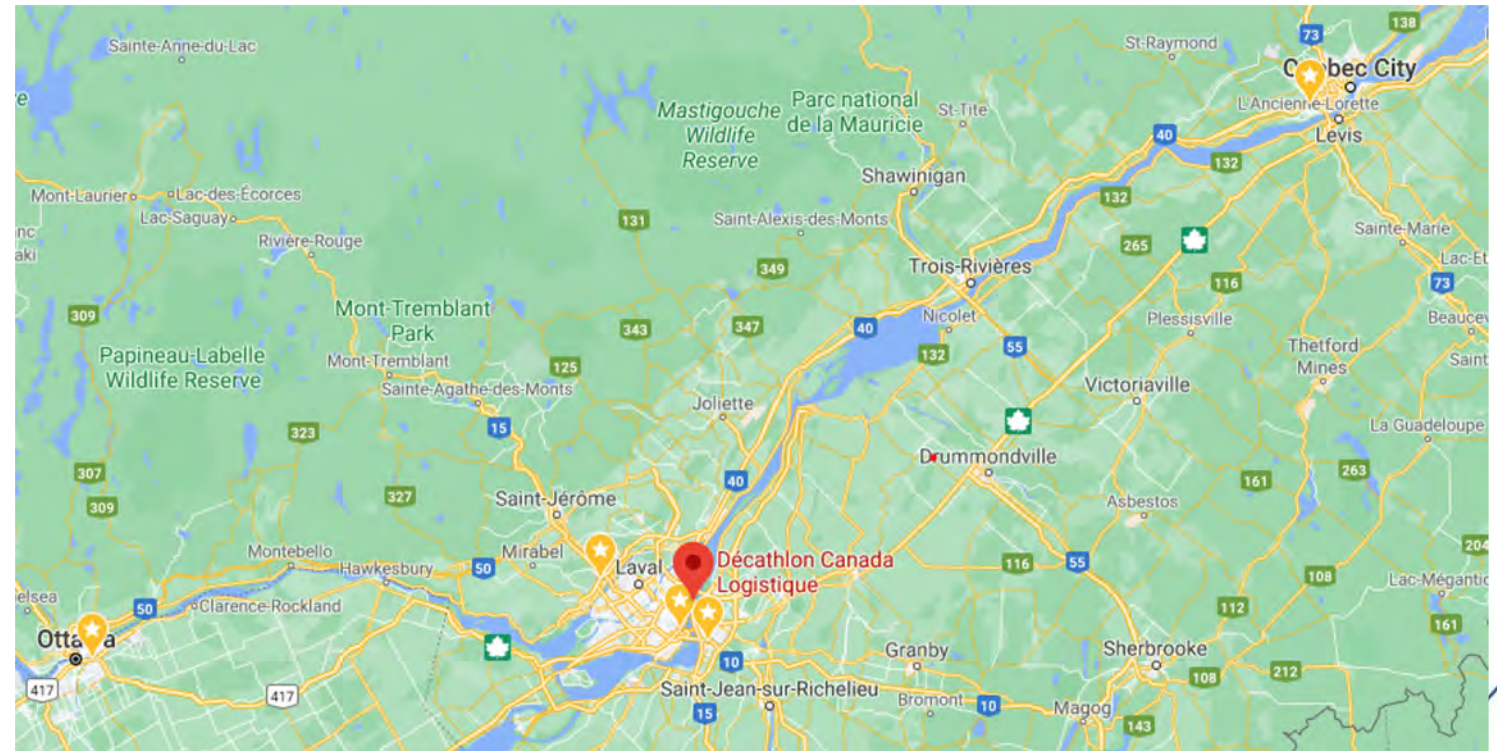 138
73
Sainte-Anne-du-Lac
St-Raymond
Quebec City
Mastigouche
Wildlife
Reserve
Parc national
de la Mauricie
St-Tite
L'Ancienne-Lorette
40
Lévis
132
Shawinigan
Mont-Laurier
Lac-des-Écorces
132
Lac-Saguay
131
Saint-Alexis-des-Monts
Sainte-Marie
Rivière-Rouge
265
349
Trois-Rivières
116
73
309
Mont-Tremblant
Park
343
347
40
Nicolet
Plessisville
132
55
Thetford
Mines
Papineau-Labelle
Wildlife Reserve
Mont-Tremblant
125
Sainte-Agathe-des-Monts
Victoriaville
Joliette
15
La Guadeloupe
323
Drummondville
307
40
161
263
327
Saint-Jérôme
309
Asbestos
Montebello
Mirabel
204
Hawkesbury
50
Laval
Décathlon Canada
Logistique
116
55
108
Lac-Mégantic
50
Clarence-Rockland
112
161
Ottawa
Granby
Sherbrooke
10
417
417
108
212
Saint-Jean-sur-Richelieu
Bromont
10
Magog
15
143